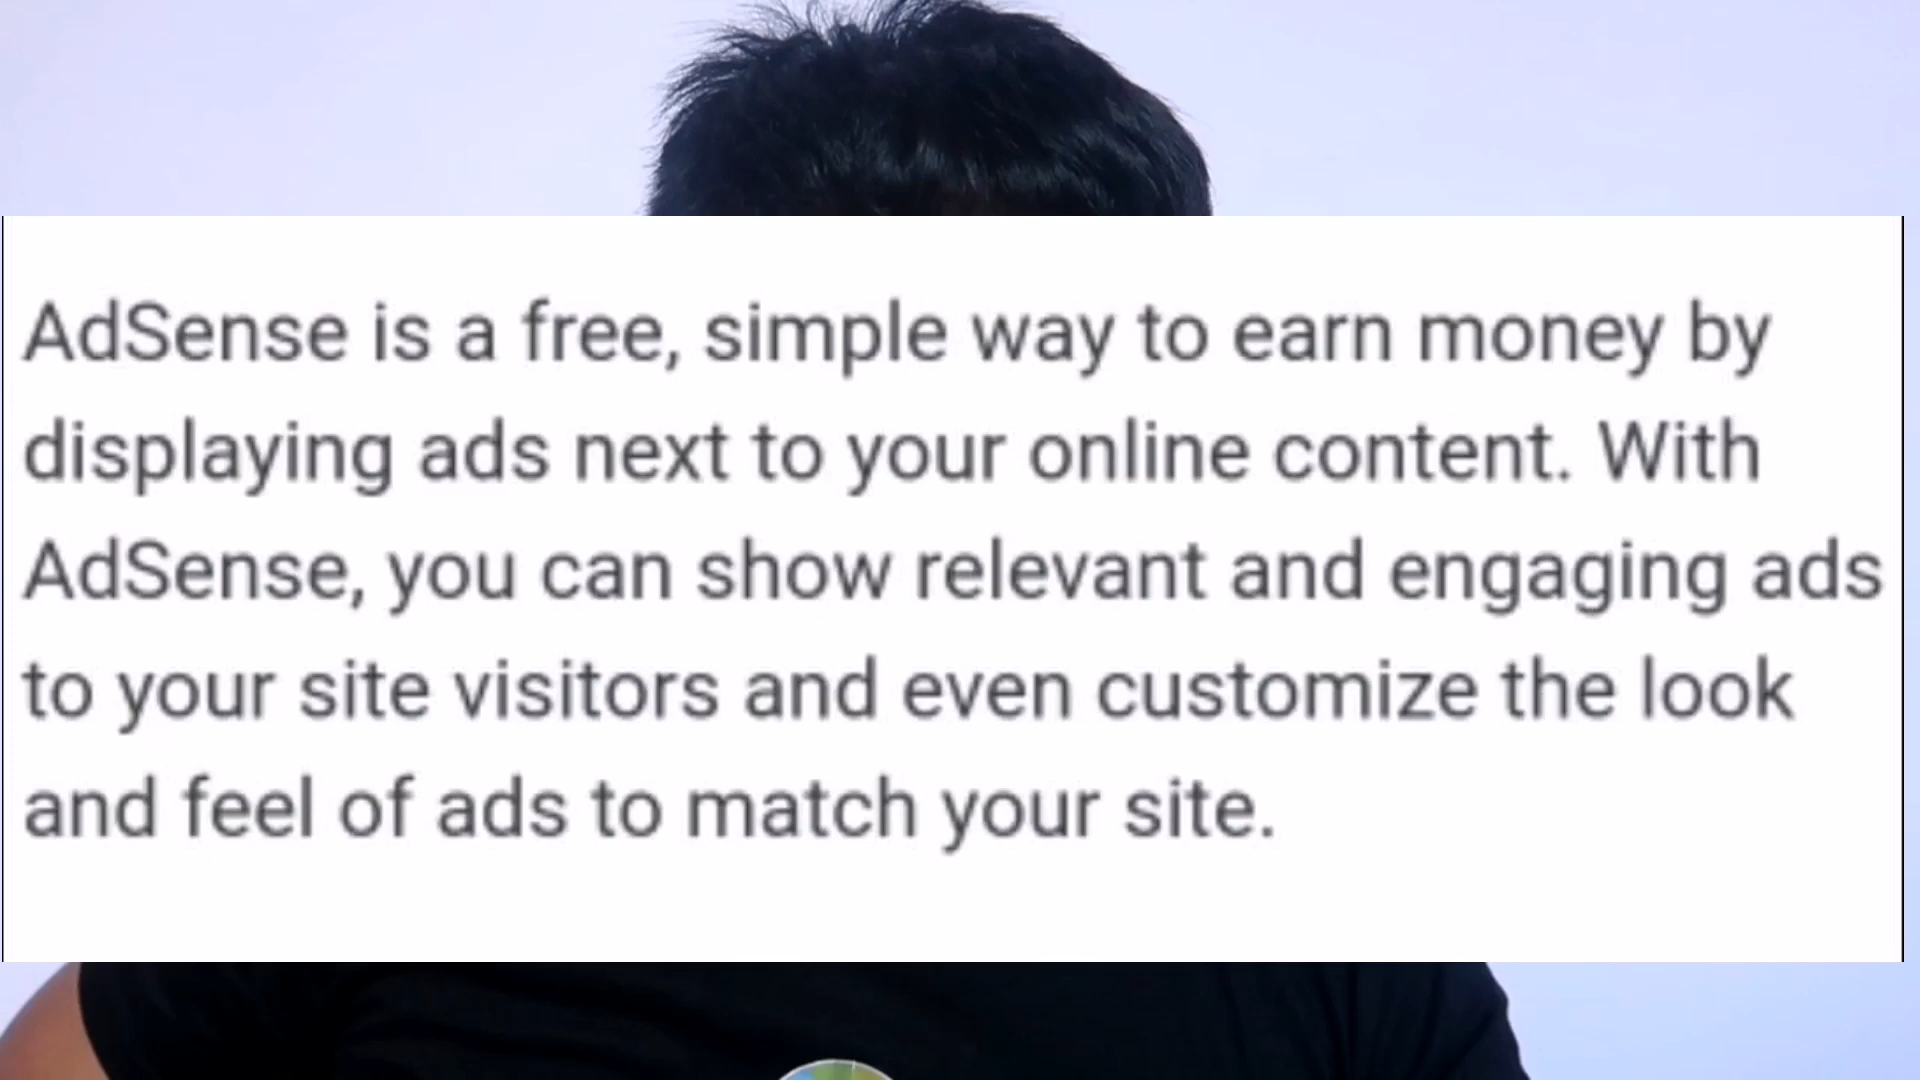 AdSense is a free, simple way to earn money by
displaying ads next to your online content. With
AdSense, you can show relevant and engaging ads
to your site visitors and even customize the look
and feel of ads to match your site.